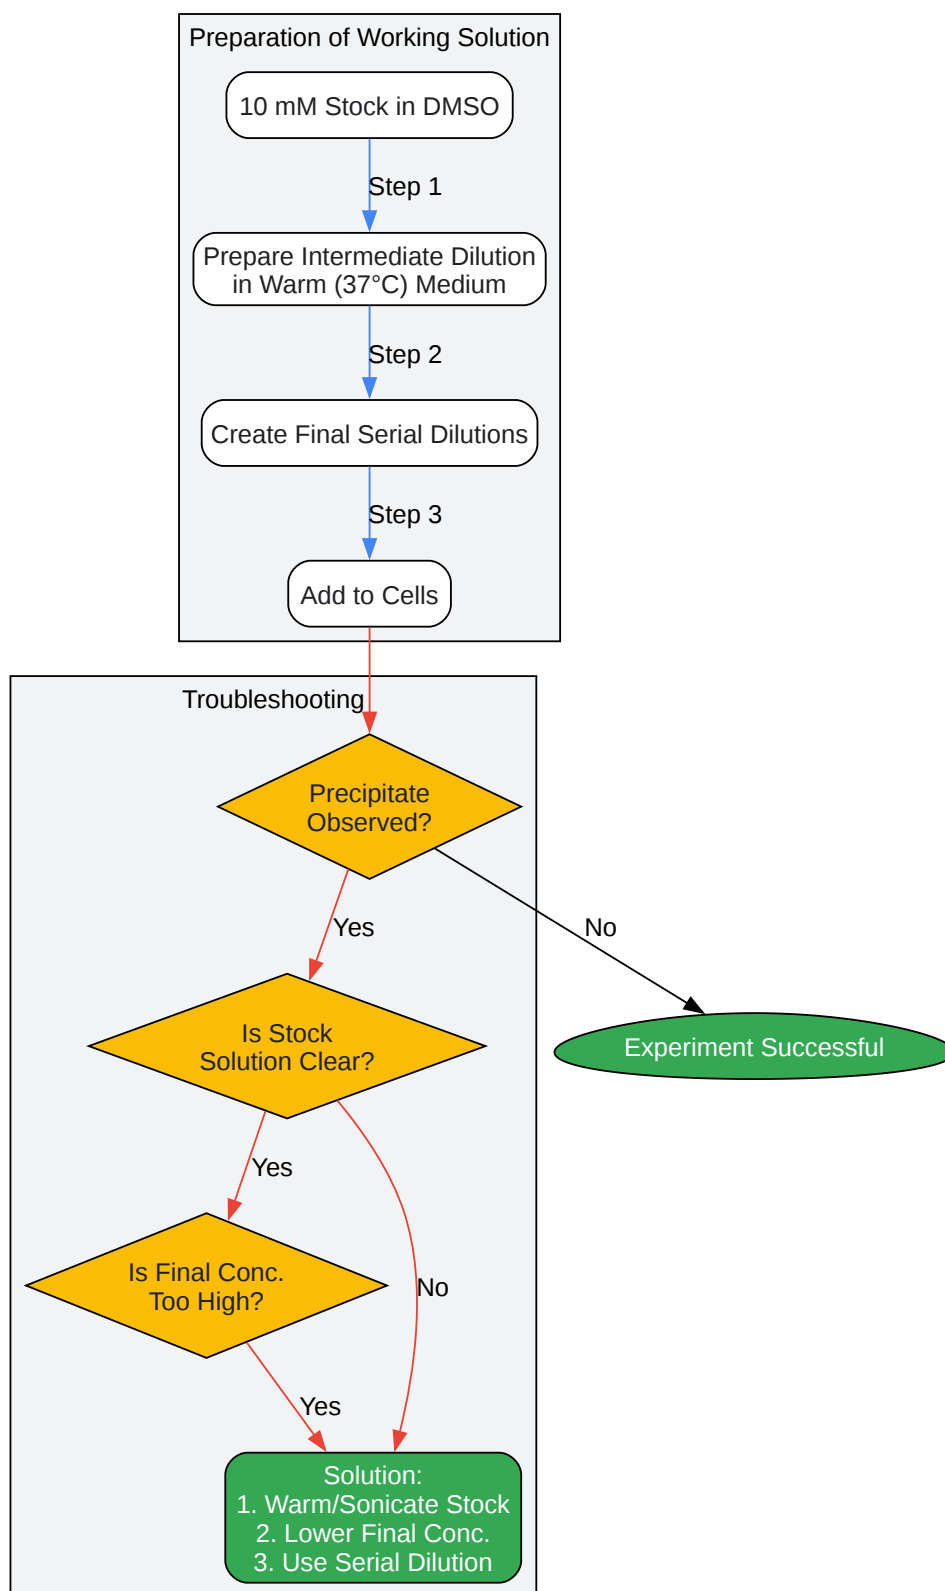 Preparation of Working Solution
10 mM Stock in DMSO
Step 1
Prepare Intermediate Dilution
in Warm (37°C) Medium
Step 2
Create Final Serial Dilutions
Step 3
Add to Cells
Troubleshooting
Precipitate
Observed?
Yes
No
Is Stock
Solution Clear?
Experiment Successful
Yes
Is Final Conc.
Too High?
No
Yes
Solution:
1. Warm/Sonicate Stock
2. Lower Final Conc.
3. Use Serial Dilution